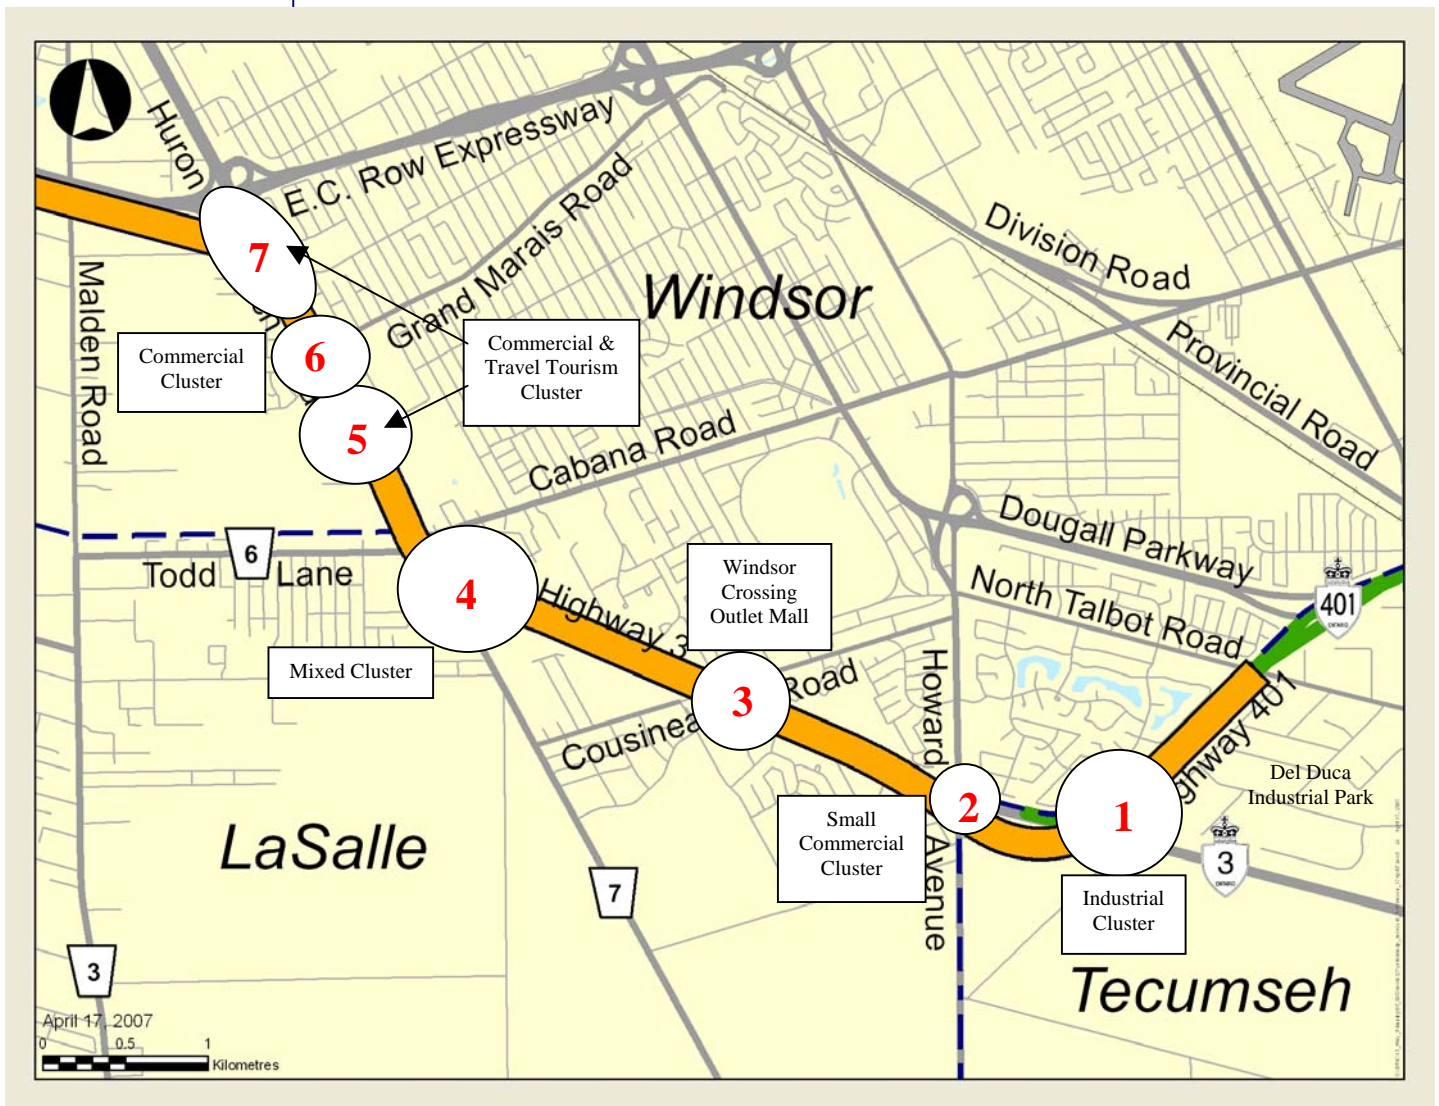 Huron
E.C. Row Expressway
Grand Marais Road
Division Road
Windsor
7
Malden Road
Commercial
Cluster
6
Commercial &
Travel Tourism
Cluster
5
Provincial Road
Cabana Road
Dougall Parkway
6
Todd Lane
4
Highway 3
Windsor
Crossing
Outlet Mall
North Talbot Road
401
ONTARIO
Mixed Cluster
3
Road
Howard
Avenue
2
1
Del Duca
Industrial Park
Small
Commercial
Cluster
LaSalle
7
3
ONTARIO
Industrial
Cluster
Tecumseh
3
April 17, 2007
0 0.5 1
Kilometres